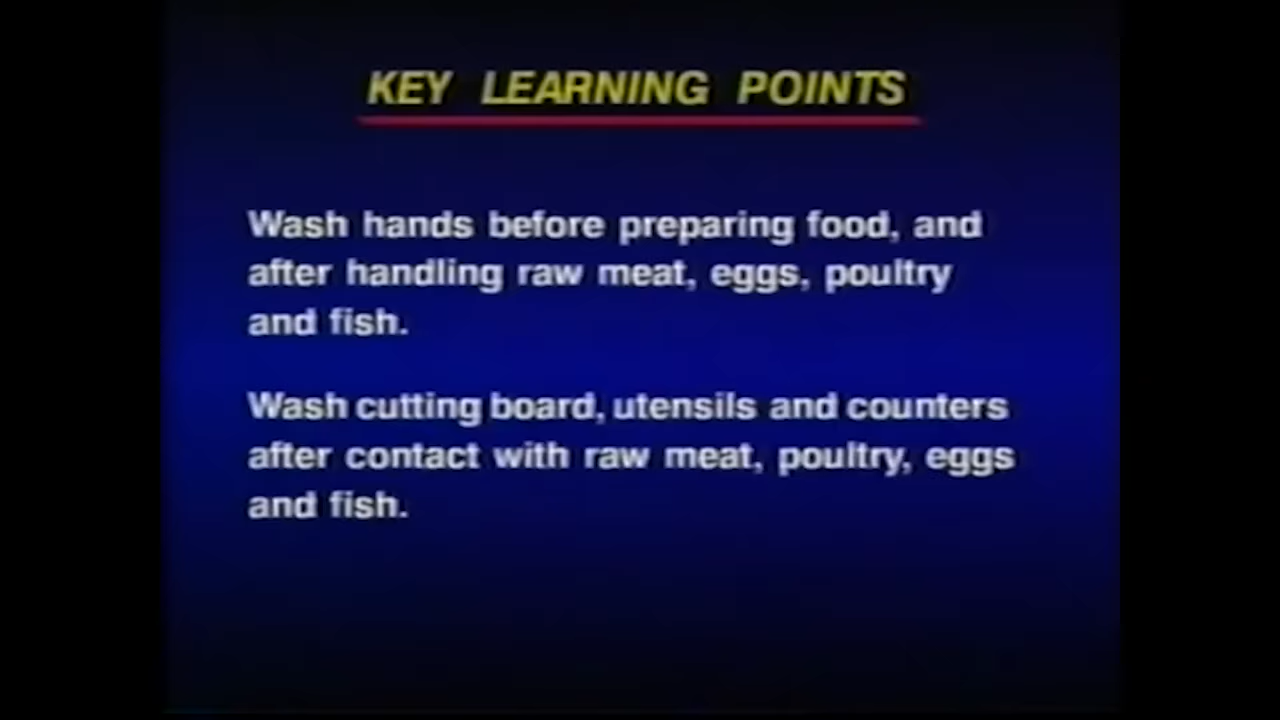 KEY LEARNING POINTS
Wash hands before preparing food, and
after handling raw meat, eggs, poultry
and fish.
Wash cutting board, utensils and counters
after contact with raw meat, poultry, eggs
and fish.